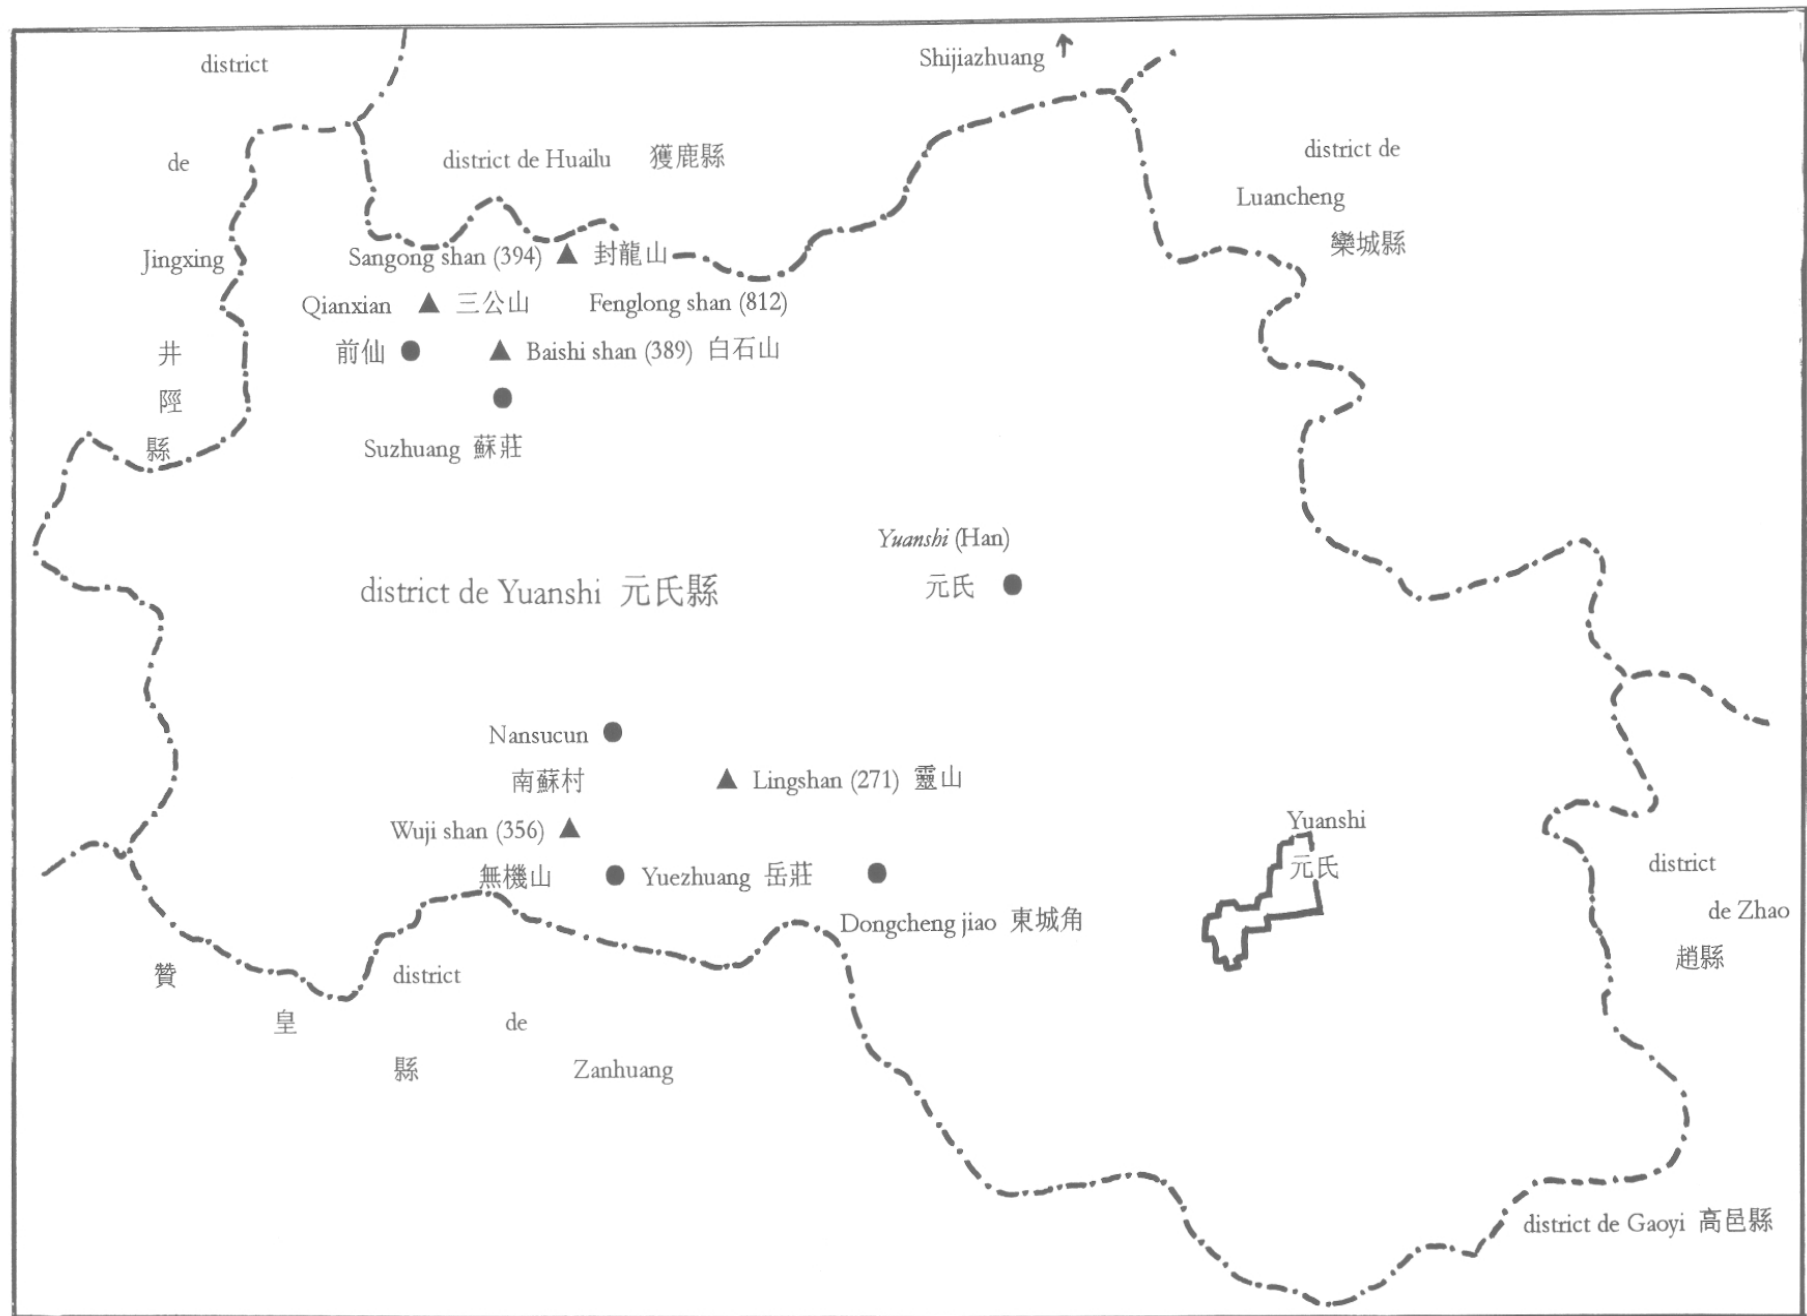 district
de
Jingxing
井
陘
縣
Shijiazhuang ↑
district de Huailu 獲鹿縣
district de
Luancheng
欒城縣
Sangong shan (394) ▲ 封龍山
Qianxian ▲ 三公山 Fenglong shan (812)
前仙 ● ▲ Baishi shan (389) 白石山
Suzhuang 蘇莊
Yuanshi (Han)
元氏
district de Yuanshi 元氏縣
Nansucun
南蘇村
Lingshan (271) 靈山
Wuji shan (356)
無機山
Yuezhuang 岳莊
Dongcheng jiao 東城角
Yuanshi
元氏
district
de Zhao
趙縣
贊
皇
縣
district
de
Zanhuang
district de Gaoyi 高邑縣